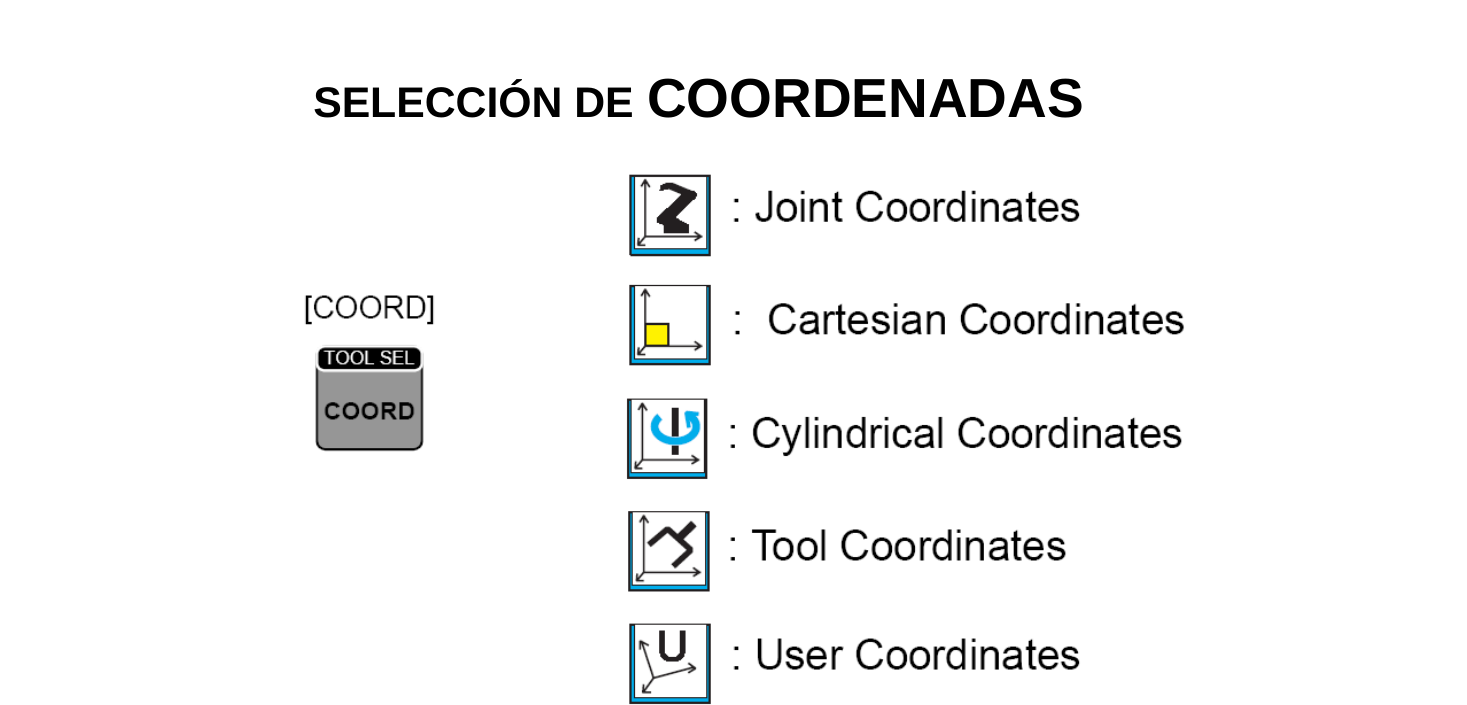 SELECCIÓN DE COORDENADAS
: Joint Coordinates
[COORD]
: Cartesian Coordinates
TOOL SEL
COORD
: Cylindrical Coordinates
: Tool Coordinates
U
: User Coordinates